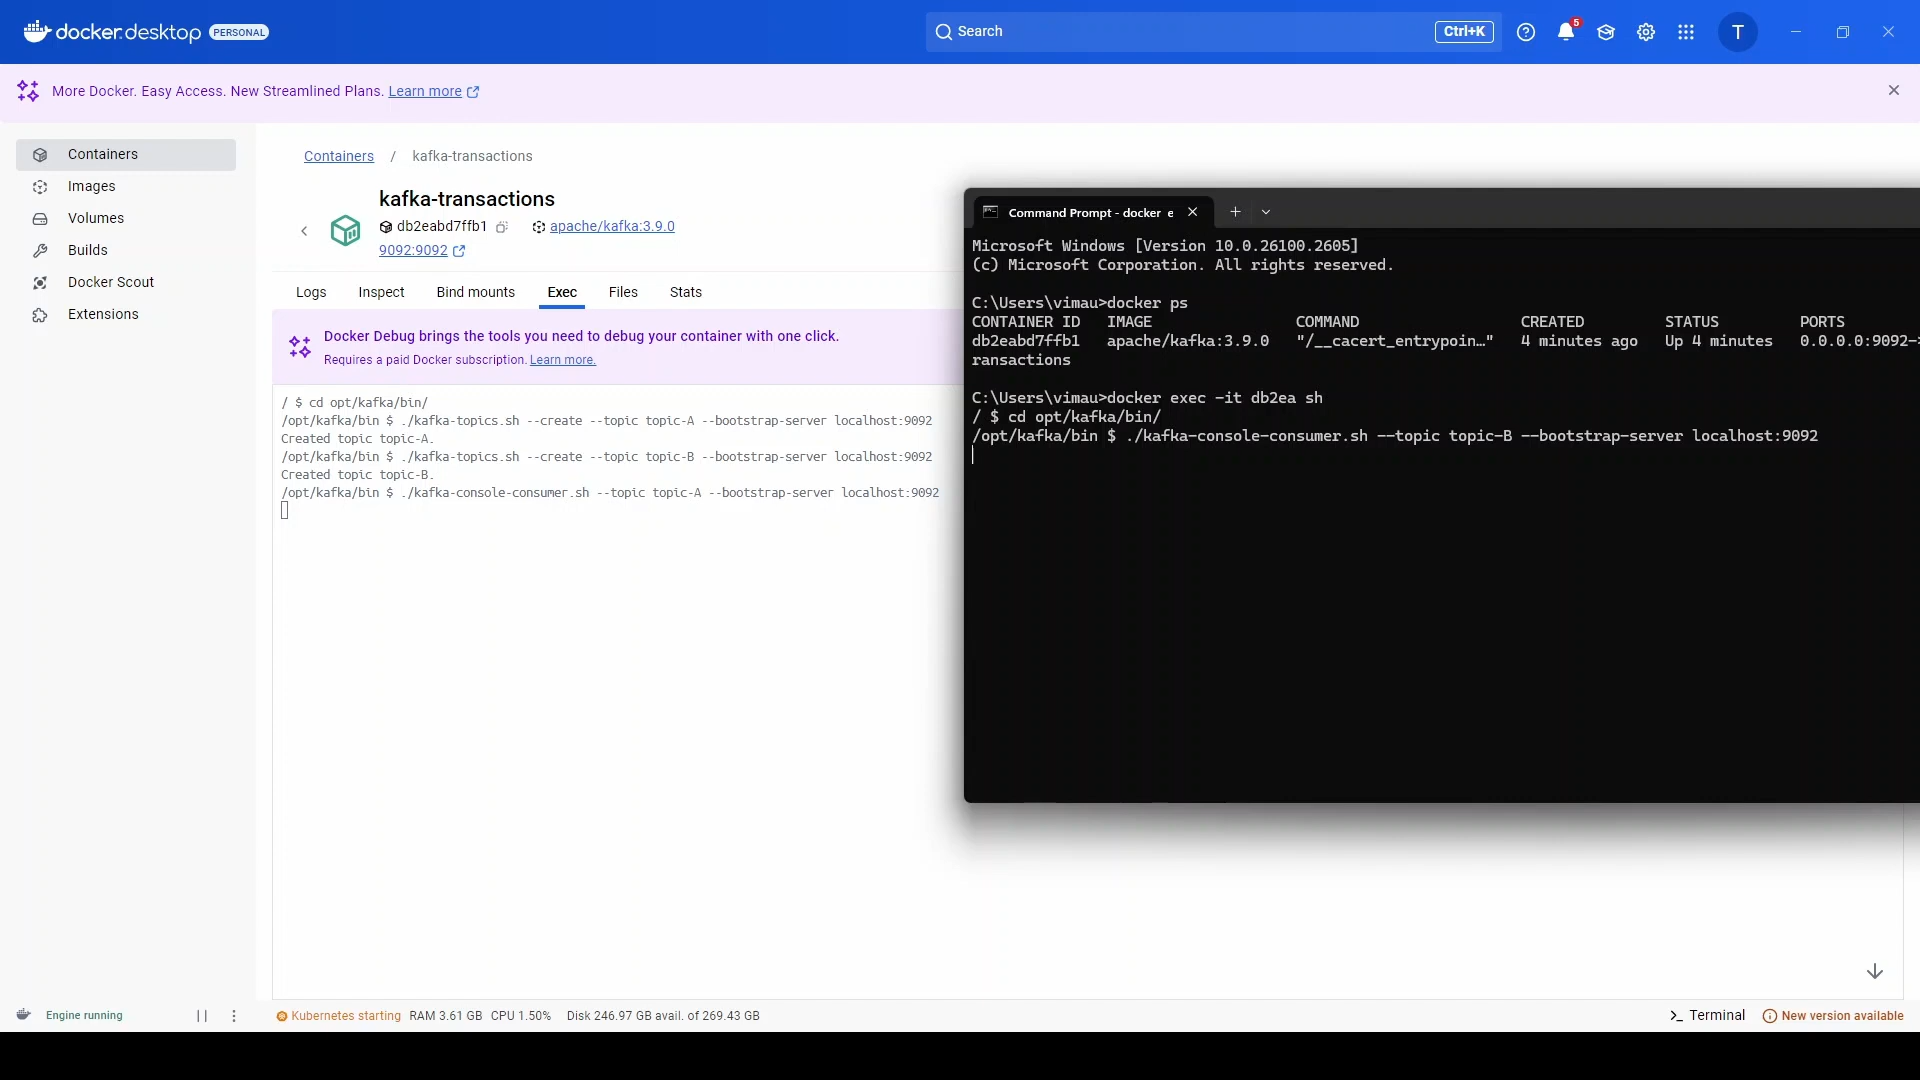 docker.desktop PERSONAL
Search
Ctrl+K
5
T
More Docker. Easy Access. New Streamlined Plans. Learn more
Containers
Images
Volumes
Builds
Docker Scout
Extensions
Containers / kafka-transactions
kafka-transactions
db2eabd7ffb1 apache/kafka:3.9.0
9092:9092
Logs Inspect Bind mounts Exec Files Stats
Docker Debug brings the tools you need to debug your container with one click.
Requires a paid Docker subscription. Learn more.
/ $ cd opt/kafka/bin/
/opt/kafka/bin $ ./kafka-topics.sh --create --topic topic-A --bootstrap-server localhost:9092
Created topic topic-A.
/opt/kafka/bin $ ./kafka-topics.sh --create --topic topic-B --bootstrap-server localhost:9092
Created topic topic-B.
/opt/kafka/bin $ ./kafka-console-consumer.sh --topic topic-A --bootstrap-server localhost:9092
Command Prompt - docker e
Microsoft Windows [Version 10.0.26100.2605]
(c) Microsoft Corporation. All rights reserved.
C:\Users\vimau>docker ps
CONTAINER ID IMAGE COMMAND CREATED STATUS PORTS
db2eabd7ffb1 apache/kafka:3.9.0 "/__cacert_entrypoin…" 4 minutes ago Up 4 minutes 0.0.0.0:9092->
ransactions
C:\Users\vimau>docker exec -it db2ea sh
/ $ cd opt/kafka/bin/
/opt/kafka/bin $ ./kafka-console-consumer.sh --topic topic-B --bootstrap-server localhost:9092
Engine running
Kubernetes starting RAM 3.61 GB CPU 1.50% Disk 246.97 GB avail. of 269.43 GB
Terminal
New version available